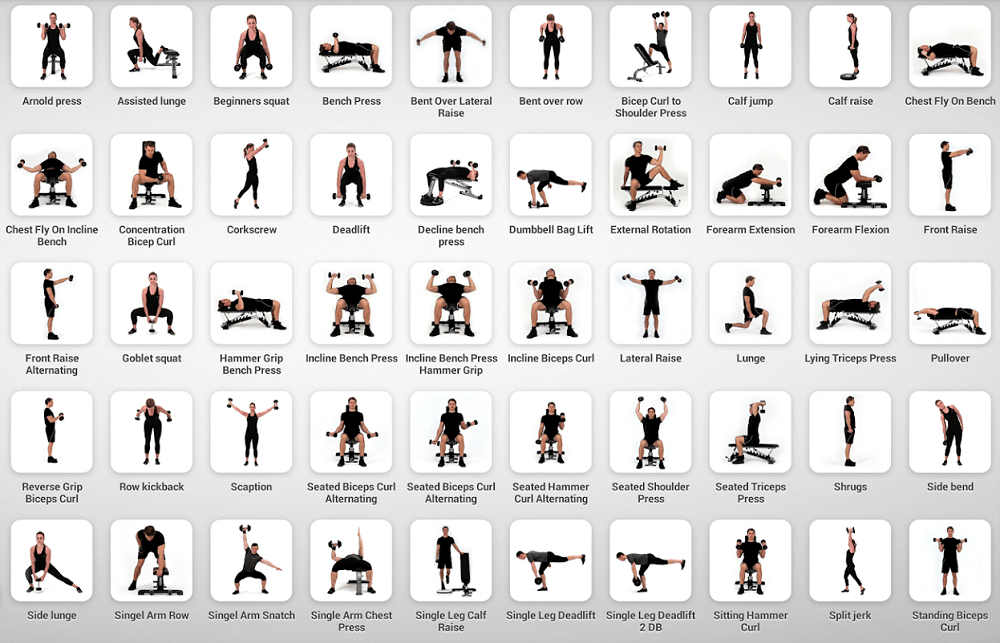 Arnold press
Assisted lunge
Beginners squat
Bench Press
Bent Over Lateral
Raise
Bent over row
Bicep Curl to
Shoulder Press
Calf jump
Calf raise
Chest Fly On Bench
Chest Fly On Incline
Bench
Concentration
Bicep Curl
Corkscrew
Deadlift
Decline bench
press
Dumbbell Bag Lift
External Rotation
Forearm Extension
Forearm Flexion
Front Raise
Front Raise
Alternating
Goblet squat
Hammer Grip
Bench Press
Incline Bench Press
Incline Bench Press
Hammer Grip
Incline Biceps Curl
Lateral Raise
Lunge
Lying Triceps Press
Pullover
Reverse Grip
Biceps Curl
Row kickback
Scaption
Seated Biceps Curl
Alternating
Seated Biceps Curl
Alternating
Seated Hammer
Curl Alternating
Seated Shoulder
Press
Seated Triceps
Press
Shrugs
Side bend
Side lunge
Singel Arm Row
Singel Arm Snatch
Single Arm Chest
Press
Single Leg Calf
Raise
Single Leg Deadlift
Single Leg Deadlift
2 DB
Sitting Hammer
Curl
Split jerk
Standing Biceps
Curl